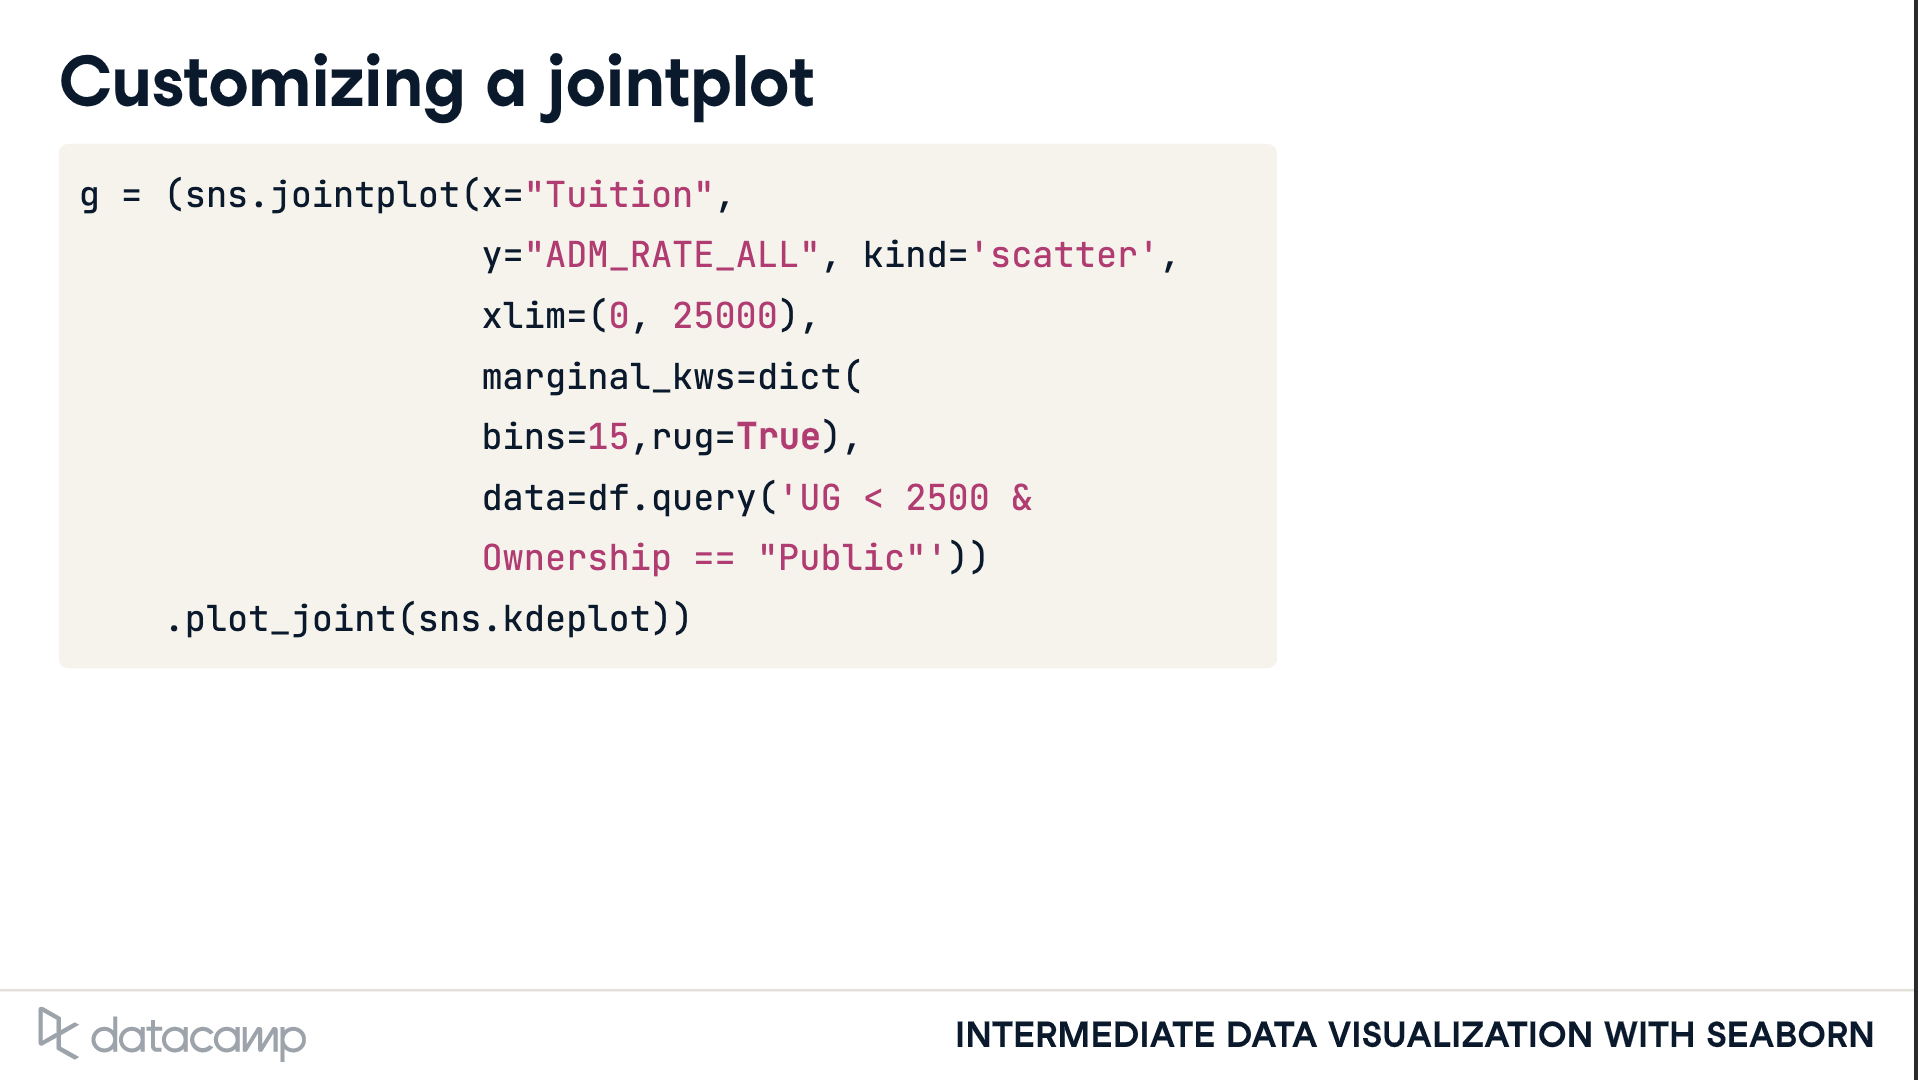 Customizing a jointplot
g = (sns.jointplot(x="Tuition",
                   y="ADM_RATE_ALL", kind='scatter',
                   xlim=(0, 25000),
                   marginal_kws=dict(
                   bins=15,rug=True),
                   data=df.query('UG < 2500 &
                   Ownership == "Public"'))
    .plot_joint(sns.kdeplot))
datacamp
INTERMEDIATE DATA VISUALIZATION WITH SEABORN